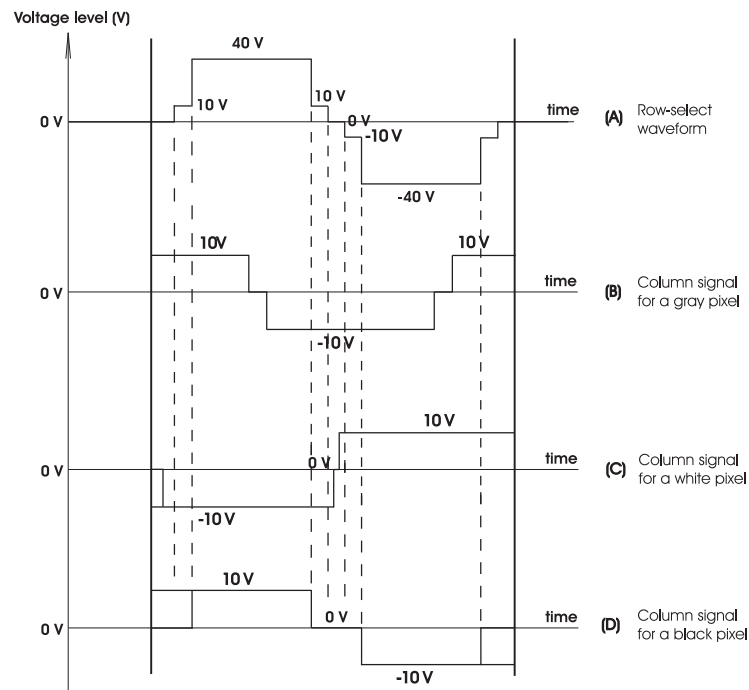 Voltage level (V)
40 V
10 V
10 V
0 V
0 V
-10 V
-40 V
time
(A) Row-select
waveform
10V
10 V
0 V
-10 V
time
(B) Column signal
for a gray pixel
10 V
0 V
0 V
-10 V
time
(C) Column signal
for a white pixel
10 V
0 V
0 V
-10 V
time
(D) Column signal
for a black pixel